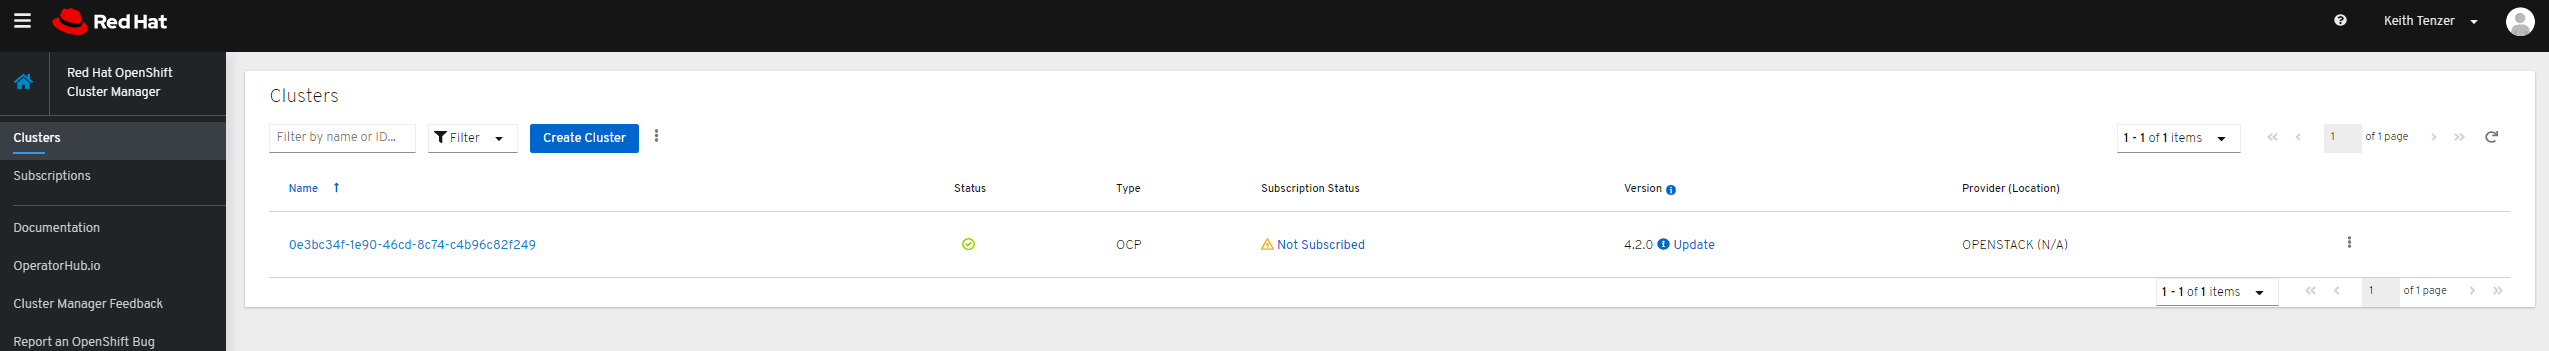 Red Hat
Keith Tenzer
Red Hat OpenShift
Cluster Manager
Clusters
Subscriptions
Documentation
OperatorHub.io
Cluster Manager Feedback
Report an OpenShift Bug
Clusters
Filter by name or ID...
Filter
Create Cluster
1 - 1 of 1 items
1 of 1 page
Name Status Type Subscription Status Version Provider (Location)
0e3bc34f-1e90-46cd-8c74-c4b96c82f249 OCP Not Subscribed 4.2.0 Update OPENSTACK (N/A)
1 - 1 of 1 items
1 of 1 page